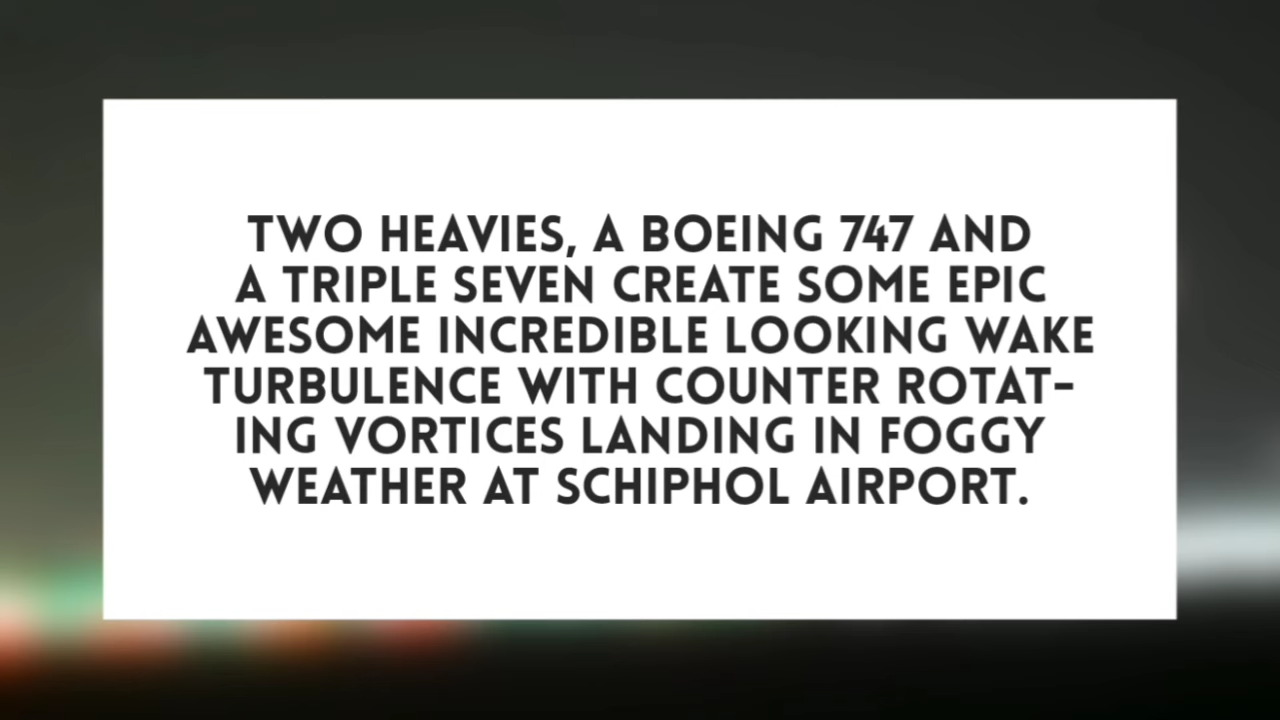 TWO HEAVIES, A BOEING 747 AND
A TRIPLE SEVEN CREATE SOME EPIC
AWESOME INCREDIBLE LOOKING WAKE
TURBULENCE WITH COUNTER ROTAT-
ING VORTICES LANDING IN FOGGY
WEATHER AT SCHIPHOL AIRPORT.